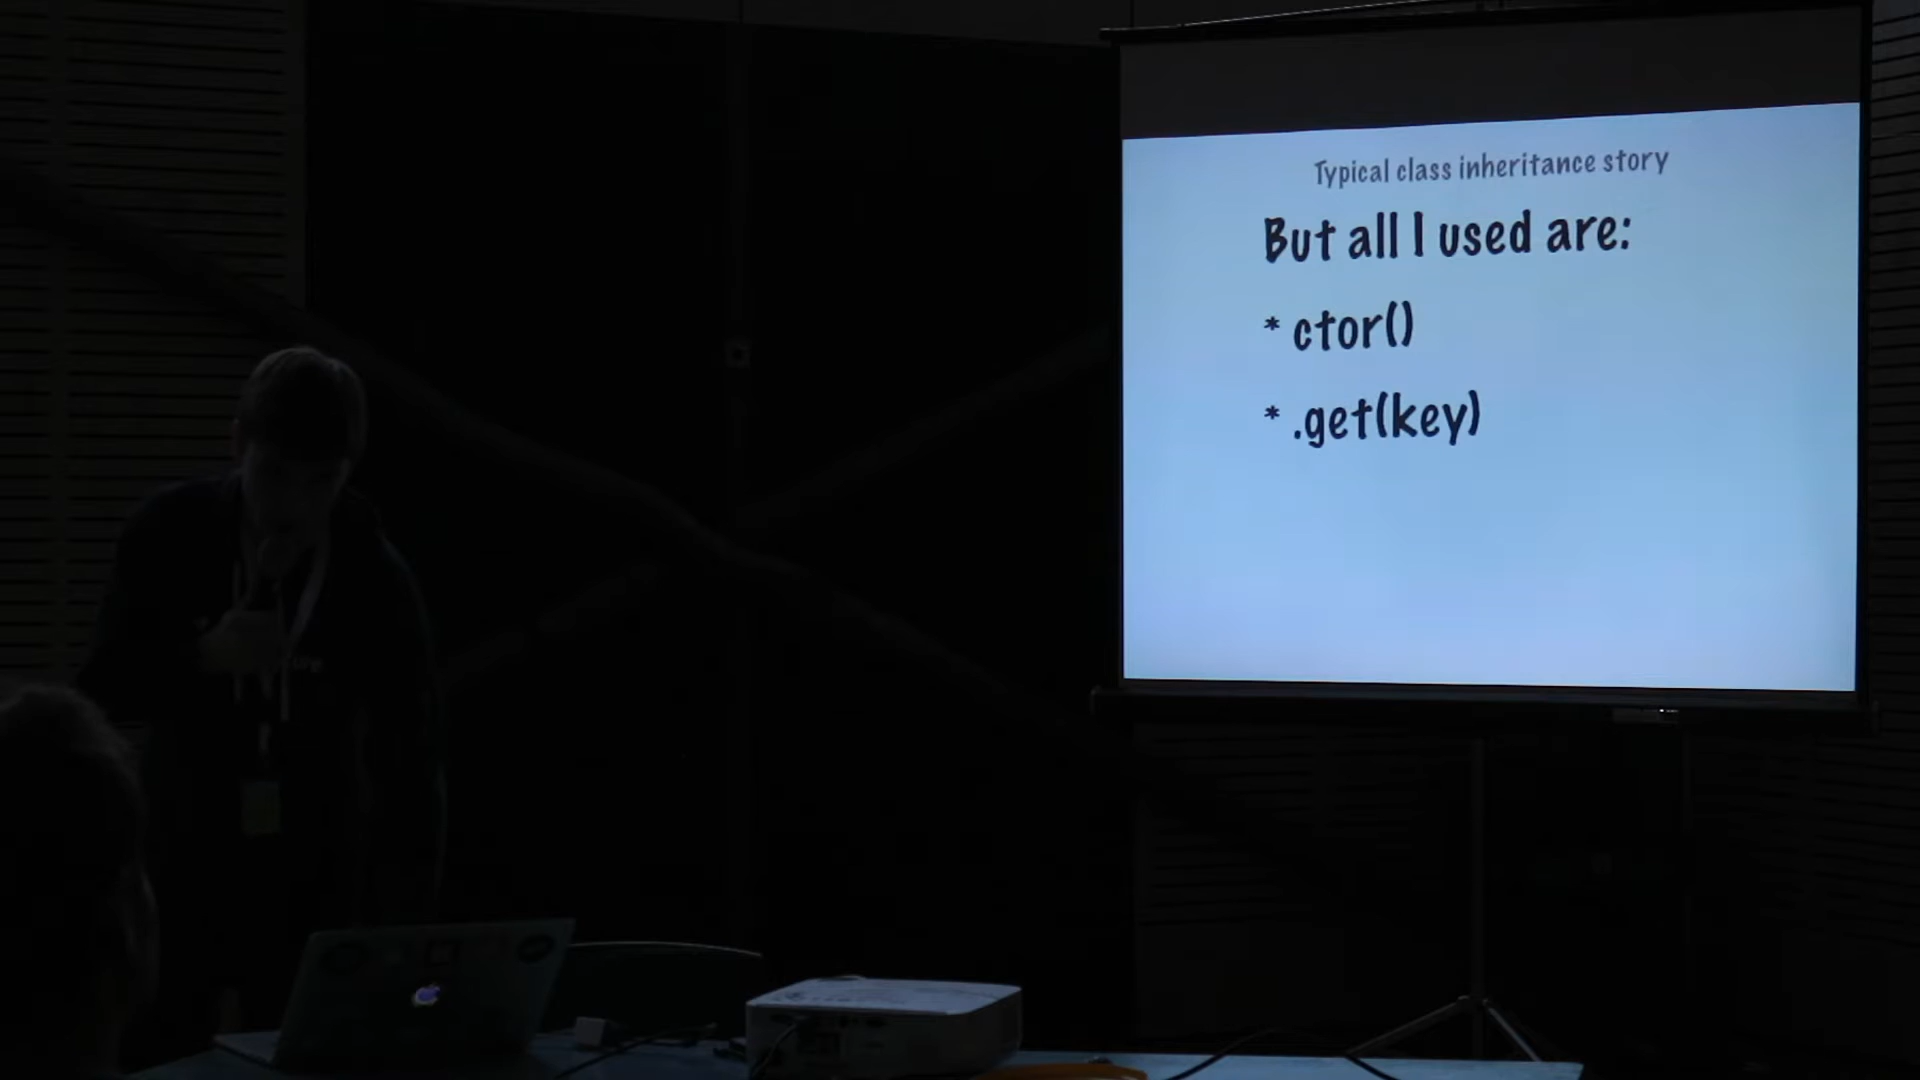 Typical class inheritance story
But all I used are:
* ctor()
* .get(key)